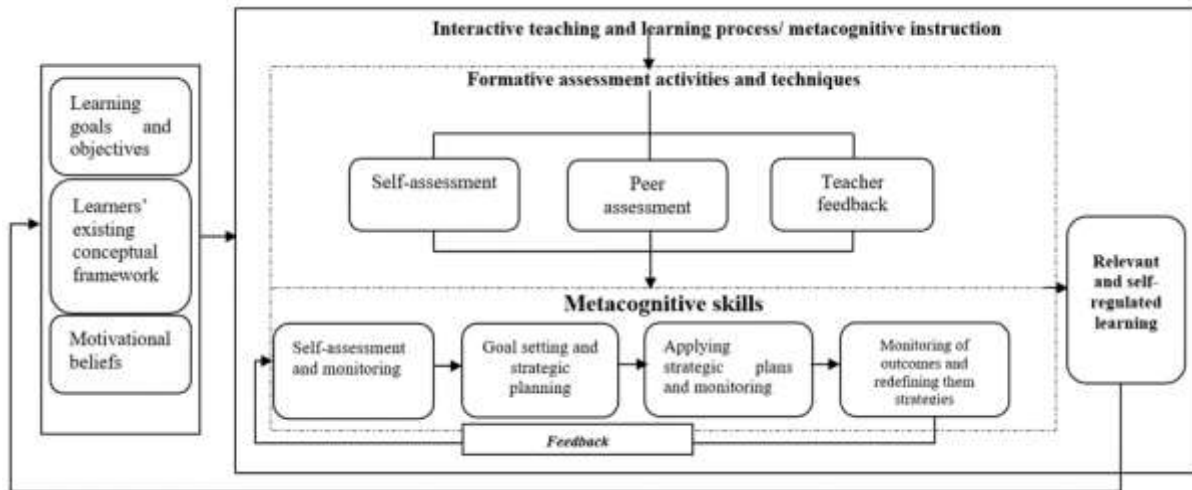 Interactive teaching and learning process/ metacognitive instruction
Formative assessment activities and techniques
Learning
goals and
objectives
Learners’
existing
conceptual
framework
Motivational
beliefs
Self-assessment
Peer
assessment
Teacher
feedback
Metacognitive skills
Self-assessment
and monitoring
Goal setting and
strategic
planning
Applying
strategic plans
and monitoring
Monitoring of
outcomes and
redefining them
strategies
Feedback
Relevant
and self-
regulated
learning